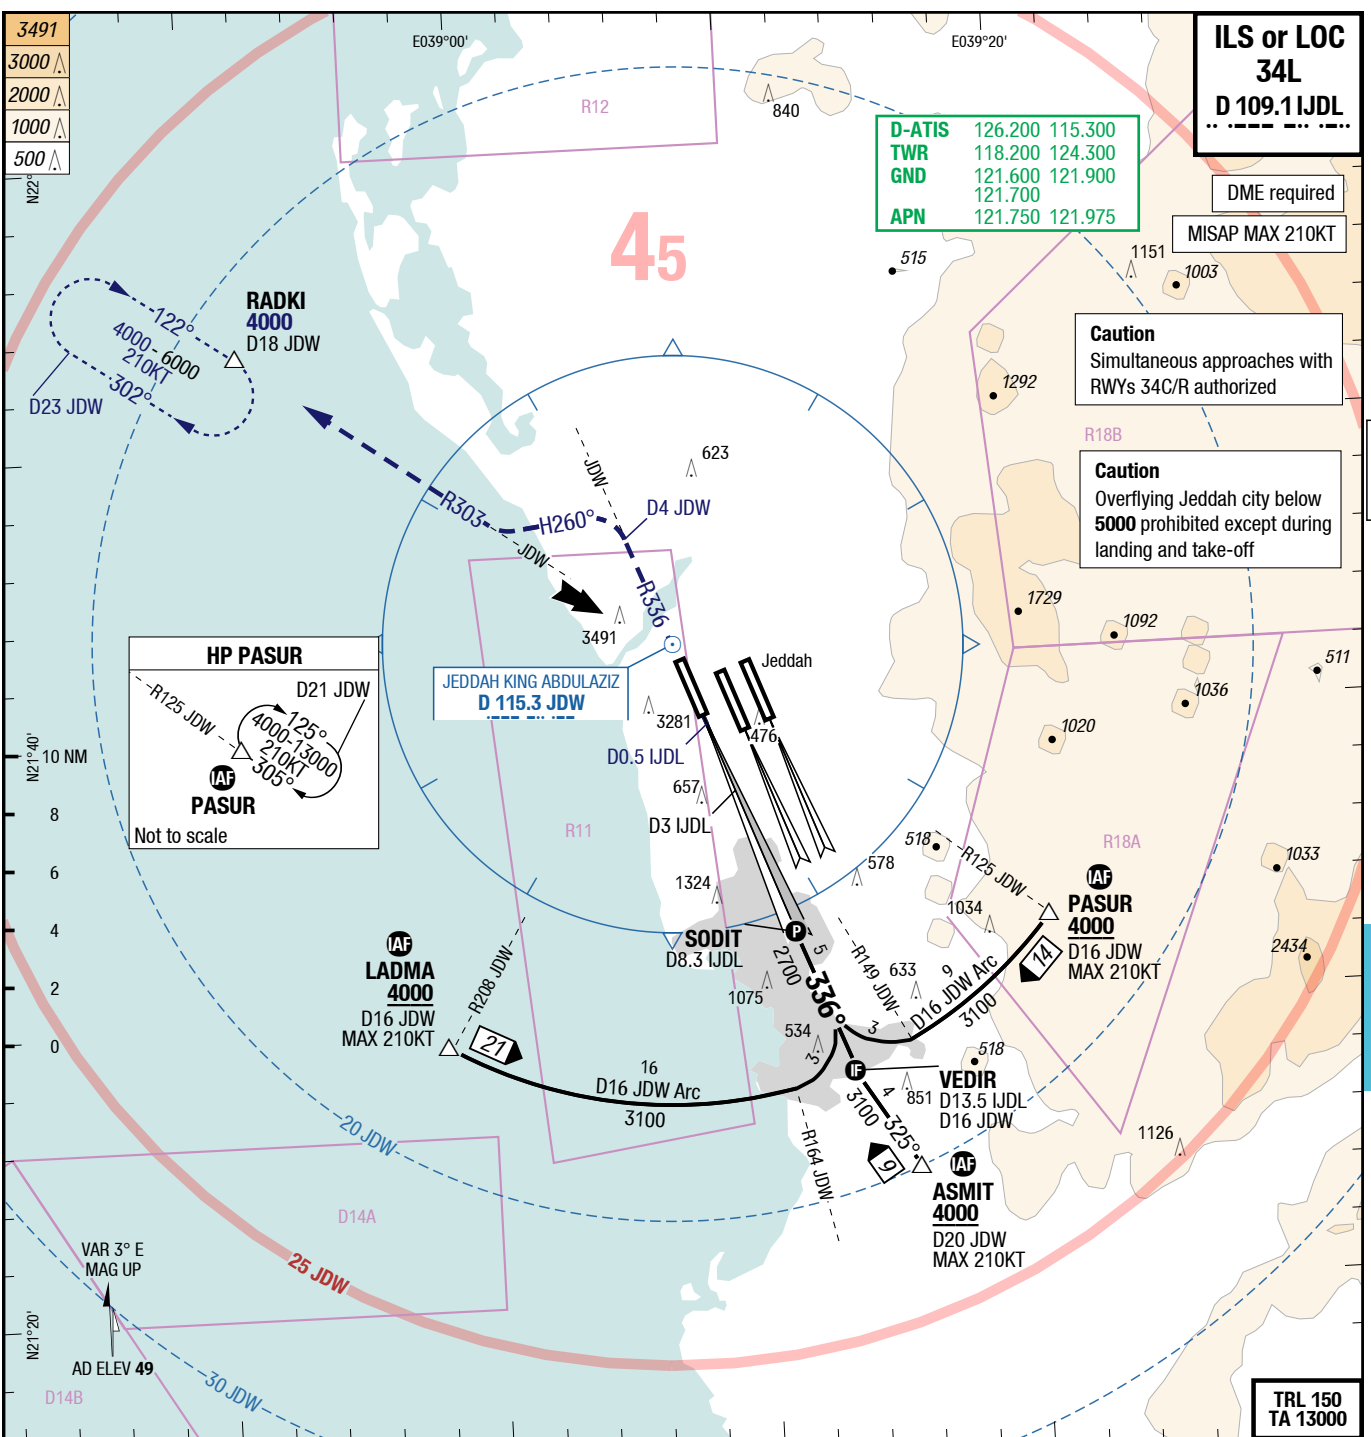 3491
3000
2000
1000
500
E039°00'
E039°20'
ILS or LOC
34L
D 109.1 IJDL
R12
840
D-ATIS 126.200 115.300
TWR 118.200 124.300
GND 121.600 121.900
121.700
APN 121.750 121.975
DME required
MISAP MAX 210KT
N22°
45
515
1151
1003
RADKI
4000
D18 JDW
122°
4000-6000
210KT
302°
D23 JDW
Caution
Simultaneous approaches with
RWYs 34C/R authorized
1292
R18B
Caution
Overflying Jeddah city below
5000 prohibited except during
landing and take-off
623
JDW
D4 JDW
R303
H260°
JDW
R336
3491
1729
1092
511
1036
1020
HP PASUR
D21 JDW
R125 JDW
125°
4000-13000
210KT
305°
IAF
PASUR
Not to scale
JEDDAH KING ABDULAZIZ
D 115.3 JDW
Jeddah
3281
476
D0.5 IJDL
657
D3 IJDL
N21°40'
10 NM
8
6
4
2
0
R11
R18A
578
518
R125 JDW
1033
1324
1034
IAF
PASUR
4000
D16 JDW
MAX 210KT
2434
SODIT
D8.3 IJDL
P
5
2700
336°
R149 JDW
633
9
D16 JDW Arc
3100
14
IAF
LADMA
4000
D16 JDW
MAX 210KT
R208 JDW
21
1075
534
3
3
518
16
D16 JDW Arc
3100
IF
VEDIR
D13.5 IJDL
D16 JDW
851
4
3100
325°
9
R164 JDW
1126
IAF
ASMIT
4000
D20 JDW
MAX 210KT
20 JDW
D14A
25 JDW
VAR 3° E
MAG UP
N21°20'
AD ELEV 49
D14B
30 JDW
TRL 150
TA 13000